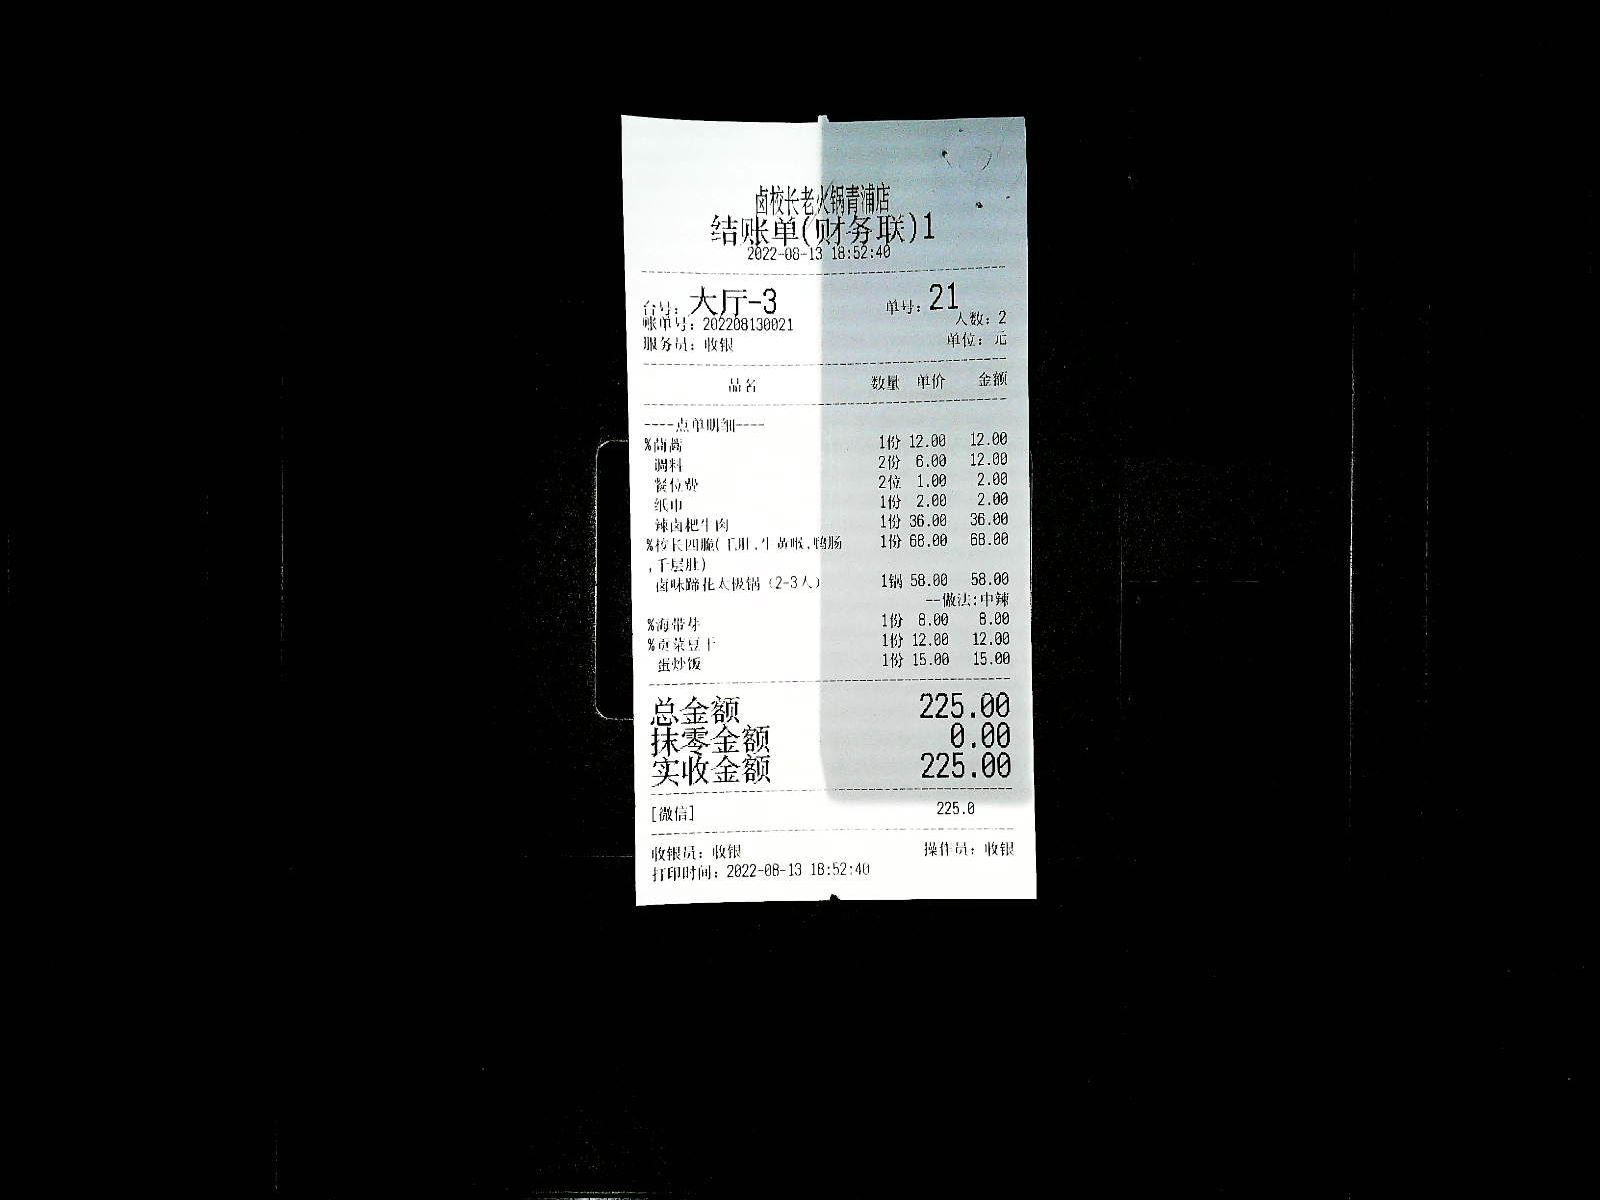 卤校长老火锅青浦店
结账单(财务联)1
2022-08-13 18:52:40
台号: 大厅-3 单号: 21
账单号: 202208130021 人数: 2
服务员: 收银 单位: 元
品名 数量 单价 金额
----点单明细----
%茼蒿 1份 12.00 12.00
调料 2份 6.00 12.00
餐位费 2位 1.00 2.00
纸巾 1份 2.00 2.00
辣卤粑牛肉 1份 36.00 36.00
%校长四脆( 毛肚,牛黄喉,鸭肠 1份 68.00 68.00
,千层肚)
卤味蹄花太极锅 (2-3人) 1锅 58.00 58.00
--做法:中辣
%海带芽 1份 8.00 8.00
%贡菜豆干 1份 12.00 12.00
蛋炒饭 1份 15.00 15.00
总金额 225.00
抹零金额 0.00
实收金额 225.00
[微信] 225.0
收银员: 收银 操作员: 收银
打印时间: 2022-08-13 18:52:40